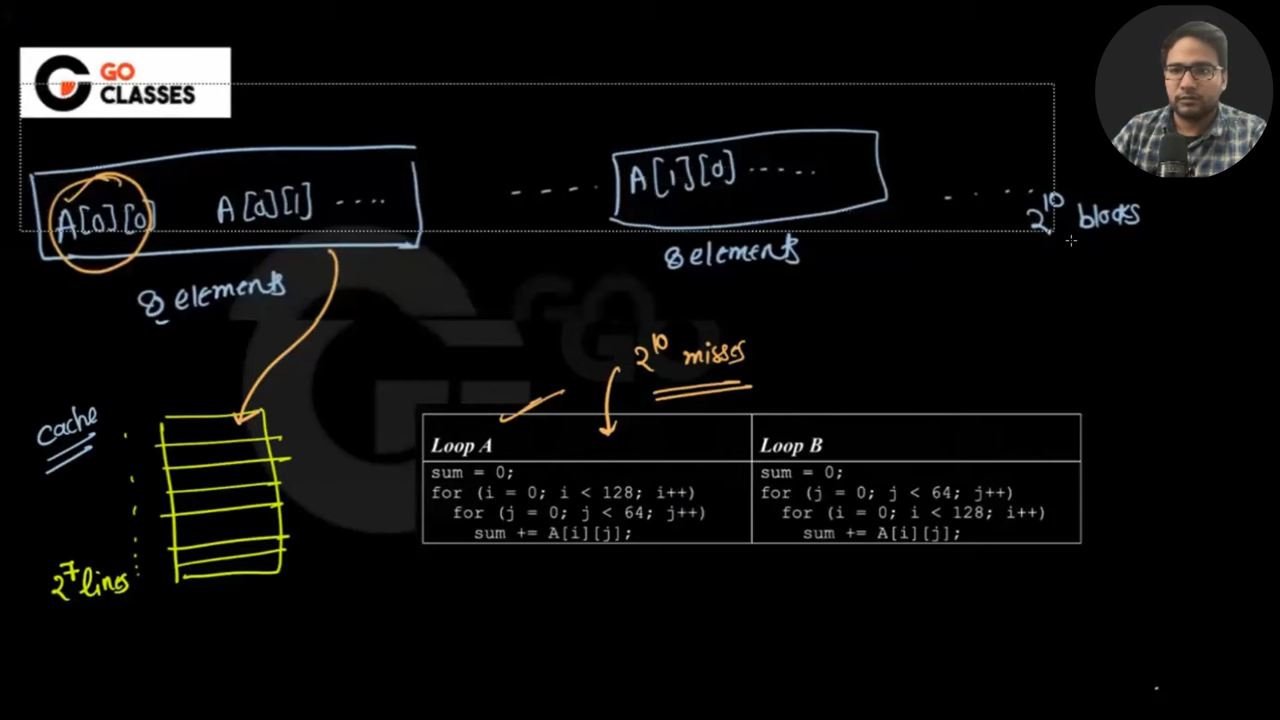 GO
CLASSES
A[0][0] A[0][1] ....
---- A[1][0] .....
- . . . . 2^10 blocks
8 elements
8 elements
2^10 misses
cache
2^7 lines
Loop A
Loop B
sum = 0;
for (i = 0; i < 128; i++)
for (j = 0; j < 64; j++)
sum += A[i][j];
sum = 0;
for (j = 0; j < 64; j++)
for (i = 0; i < 128; i++)
sum += A[i][j];